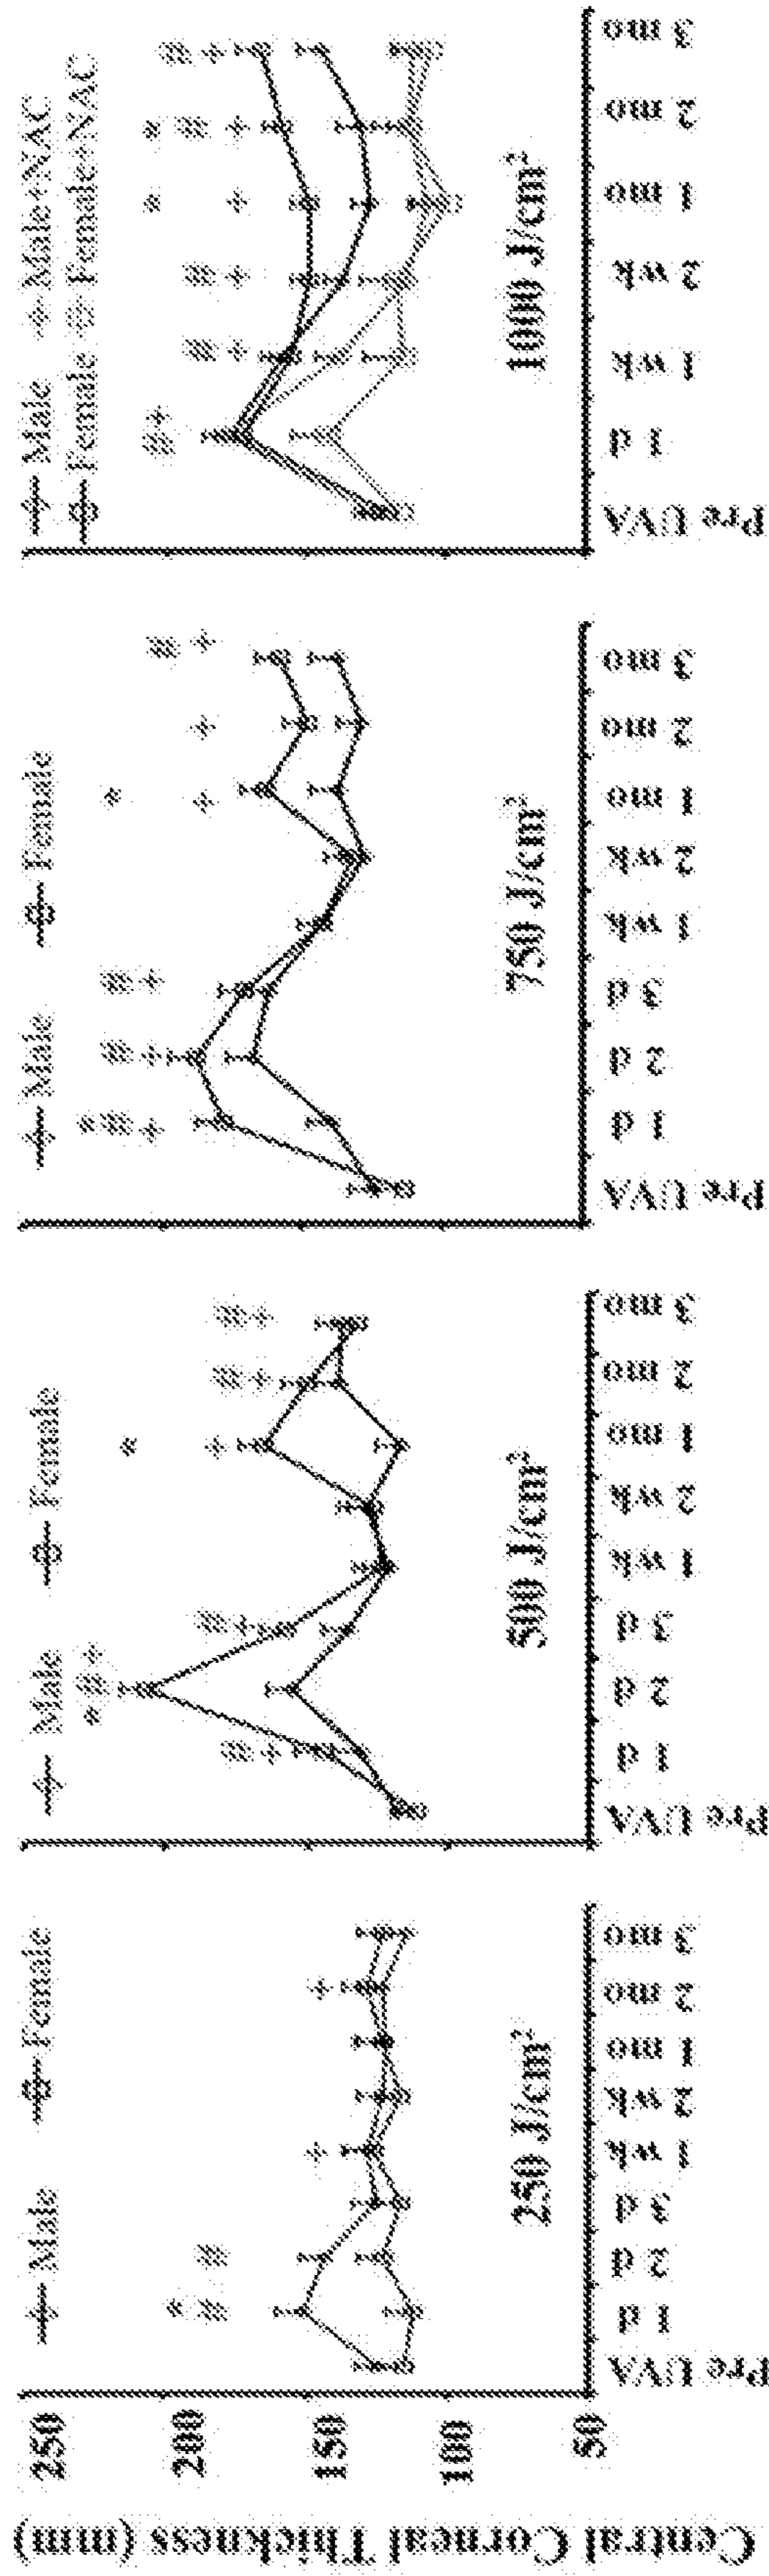 Central Corneal Thickness (mm)
250
200
150
100
50
Male Female
* # # + +
250 J/cm²
Pre UVA 1 d 2 d 3 d 1 wk 2 wk 1 mo 2 mo 3 mo
Male Female
# + * # + # + * + # + # +
500 J/cm²
Pre UVA 1 d 2 d 3 d 1 wk 2 wk 1 mo 2 mo 3 mo
Male Female
* # + # + # + * + + # +
750 J/cm²
Pre UVA 1 d 2 d 3 d 1 wk 2 wk 1 mo 2 mo 3 mo
Male Male+NAC
Female Female+NAC
# + # + # + * + * # + # +
1000 J/cm²
Pre UVA 1 d 1 wk 2 wk 1 mo 2 mo 3 mo